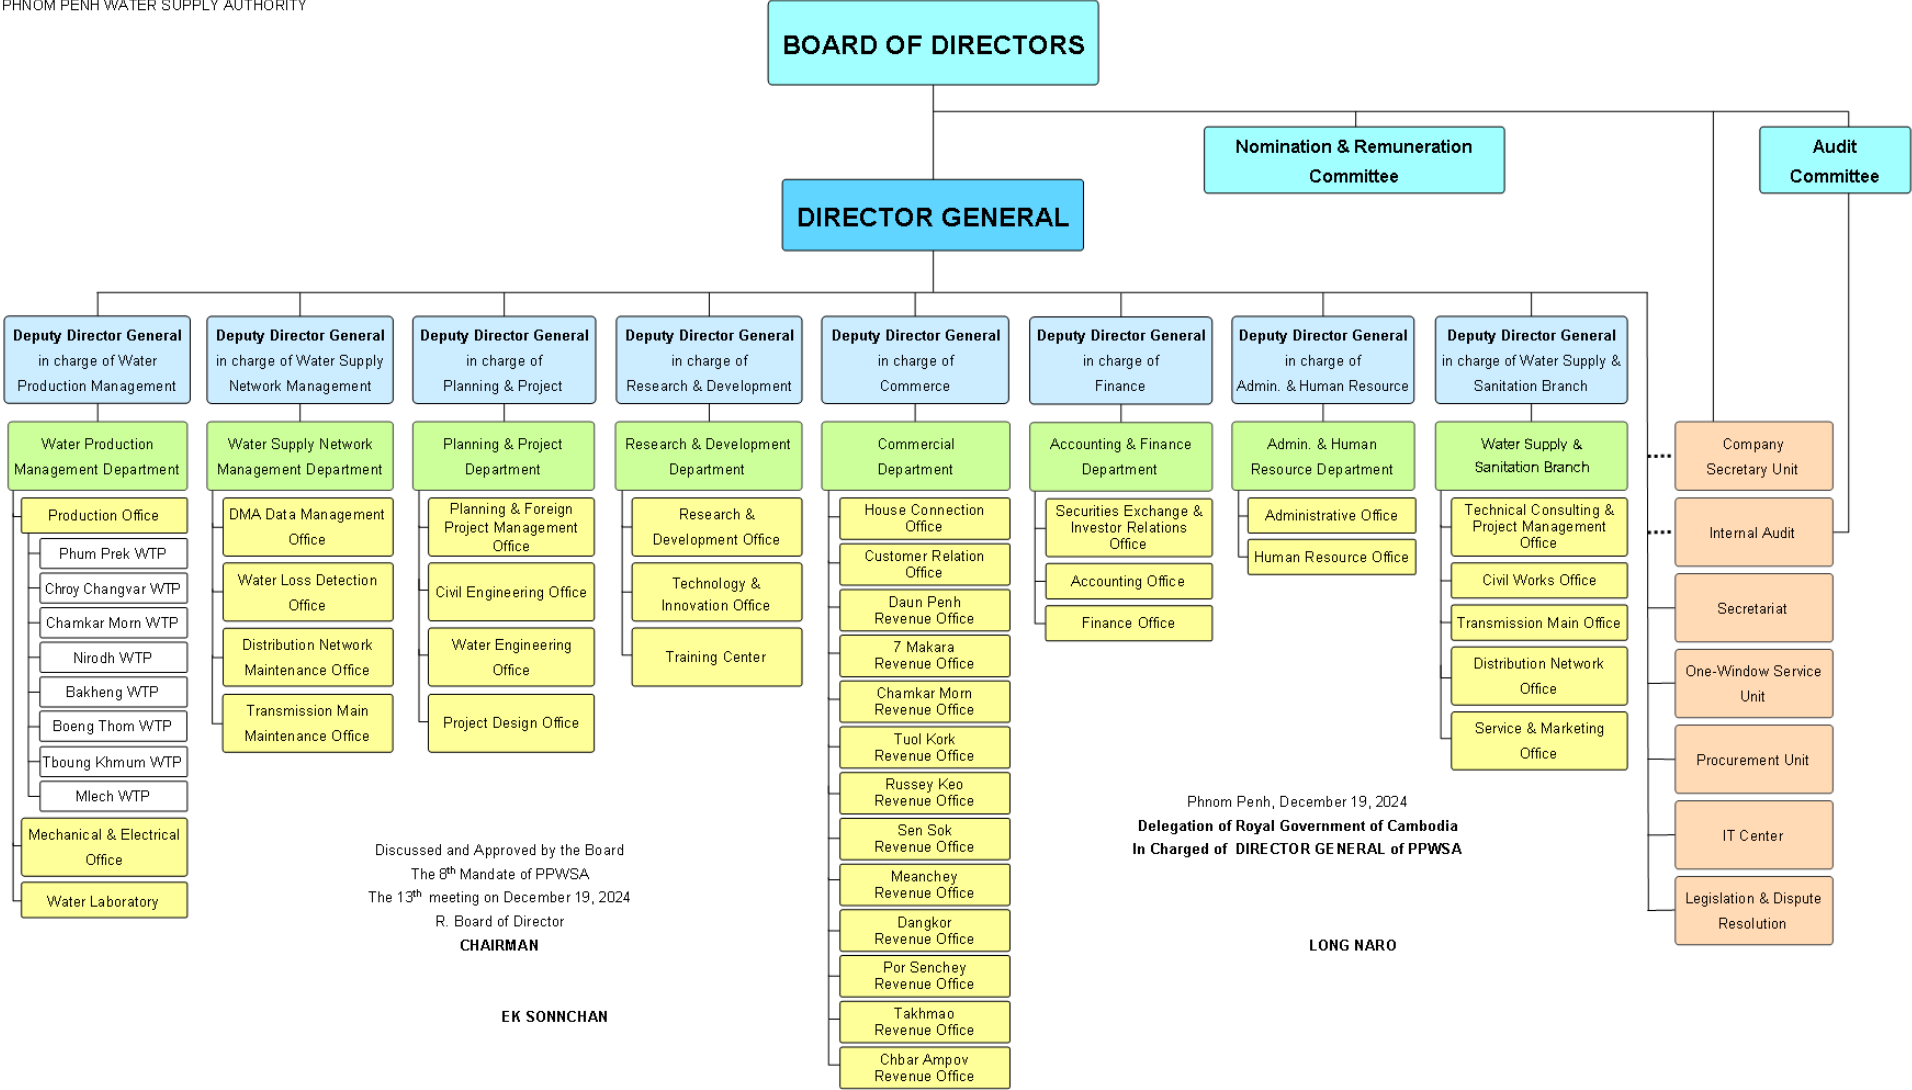 PHNOM PENH WATER SUPPLY AUTHORITY
BOARD OF DIRECTORS
Nomination & Remuneration
Committee
Audit
Committee
DIRECTOR GENERAL
Deputy Director General
in charge of Water
Production Management
Deputy Director General
in charge of Water Supply
Network Management
Deputy Director General
in charge of
Planning & Project
Deputy Director General
in charge of
Research & Development
Deputy Director General
in charge of
Commerce
Deputy Director General
in charge of
Finance
Deputy Director General
in charge of
Admin. & Human Resource
Deputy Director General
in charge of Water Supply &
Sanitation Branch
Water Production
Management Department
Production Office
Phum Prek WTP
Chroy Changvar WTP
Chamkar Morn WTP
Nirodh WTP
Bakheng WTP
Boeng Thom WTP
Tboung Khmum WTP
Mlech WTP
Mechanical & Electrical
Office
Water Laboratory
Water Supply Network
Management Department
DMA Data Management
Office
Water Loss Detection
Office
Distribution Network
Maintenance Office
Transmission Main
Maintenance Office
Planning & Project
Department
Planning & Foreign
Project Management
Office
Civil Engineering Office
Water Engineering
Office
Project Design Office
Research & Development
Department
Research &
Development Office
Technology &
Innovation Office
Training Center
Commercial
Department
House Connection
Office
Customer Relation
Office
Daun Penh
Revenue Office
7 Makara
Revenue Office
Chamkar Morn
Revenue Office
Tuol Kork
Revenue Office
Russey Keo
Revenue Office
Sen Sok
Revenue Office
Meanchey
Revenue Office
Dangkor
Revenue Office
Por Senchey
Revenue Office
Takhmao
Revenue Office
Chbar Ampov
Revenue Office
Accounting & Finance
Department
Securities Exchange &
Investor Relations
Office
Accounting Office
Finance Office
Admin. & Human
Resource Department
Administrative Office
Human Resource Office
Water Supply &
Sanitation Branch
Technical Consulting &
Project Management
Office
Civil Works Office
Transmission Main Office
Distribution Network
Office
Service & Marketing
Office
Company
Secretary Unit
Internal Audit
Secretariat
One-Window Service
Unit
Procurement Unit
IT Center
Legislation & Dispute
Resolution
Discussed and Approved by the Board
The 8th Mandate of PPWSA
The 13th meeting on December 19, 2024
R. Board of Director
CHAIRMAN
EK SONNCHAN
Phnom Penh, December 19, 2024
Delegation of Royal Government of Cambodia
In Charged of DIRECTOR GENERAL of PPWSA
LONG NARO